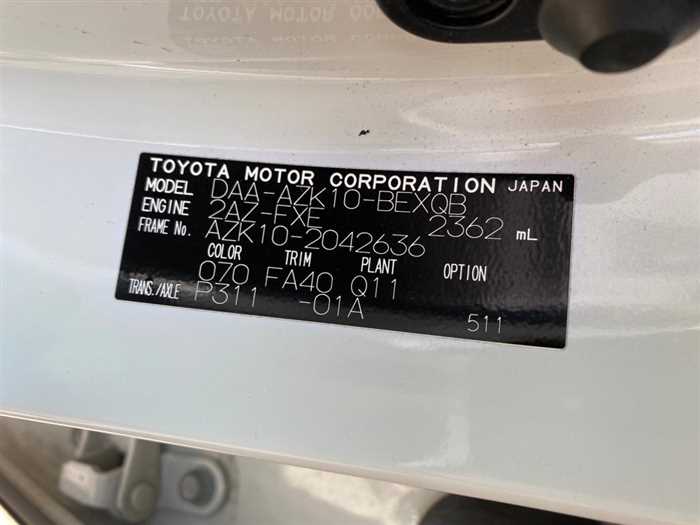 TOYOTA MOTOR CORPORATION JAPAN
MODEL DAA-AZK10-BEXQB
ENGINE 2AZ-FXE 2362 mL
FRAME No. AZK10-2042636
COLOR TRIM PLANT OPTION
070 FA40 Q11
TRANS./AXLE P311 -01A
511